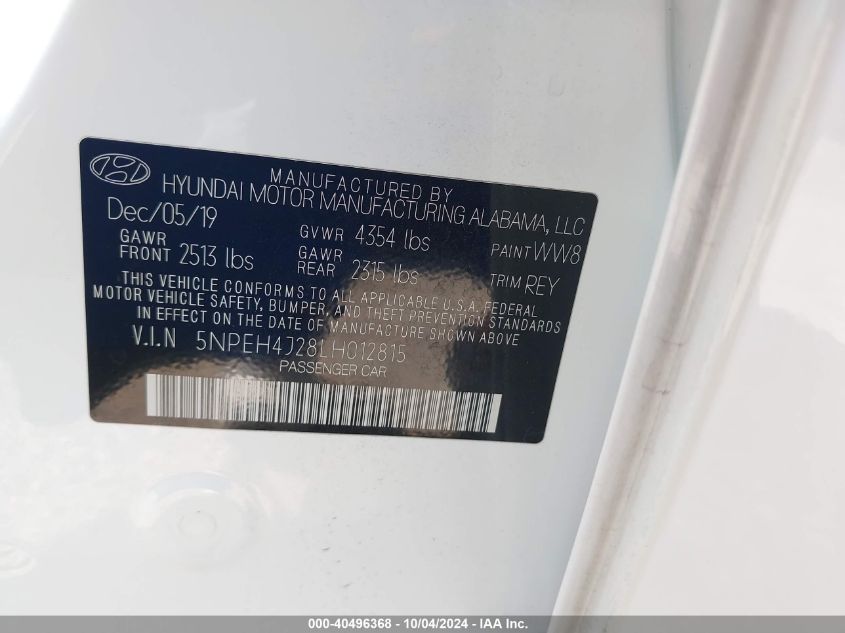 MANUFACTURED BY
HYUNDAI MOTOR MANUFACTURING ALABAMA, LLC
Dec/05/19 GVWR 4354 lbs PAINT WW8
GAWR FRONT 2513 lbs GAWR REAR 2315 lbs TRIM REY
THIS VEHICLE CONFORMS TO ALL APPLICABLE U.S.A. FEDERAL
MOTOR VEHICLE SAFETY, BUMPER, AND THEFT PREVENTION STANDARDS
IN EFFECT ON THE DATE OF MANUFACTURE SHOWN ABOVE
V.I.N 5NPEH4J28LH012815
PASSENGER CAR
000-40496368 - 10/04/2024 - IAAI, Inc.